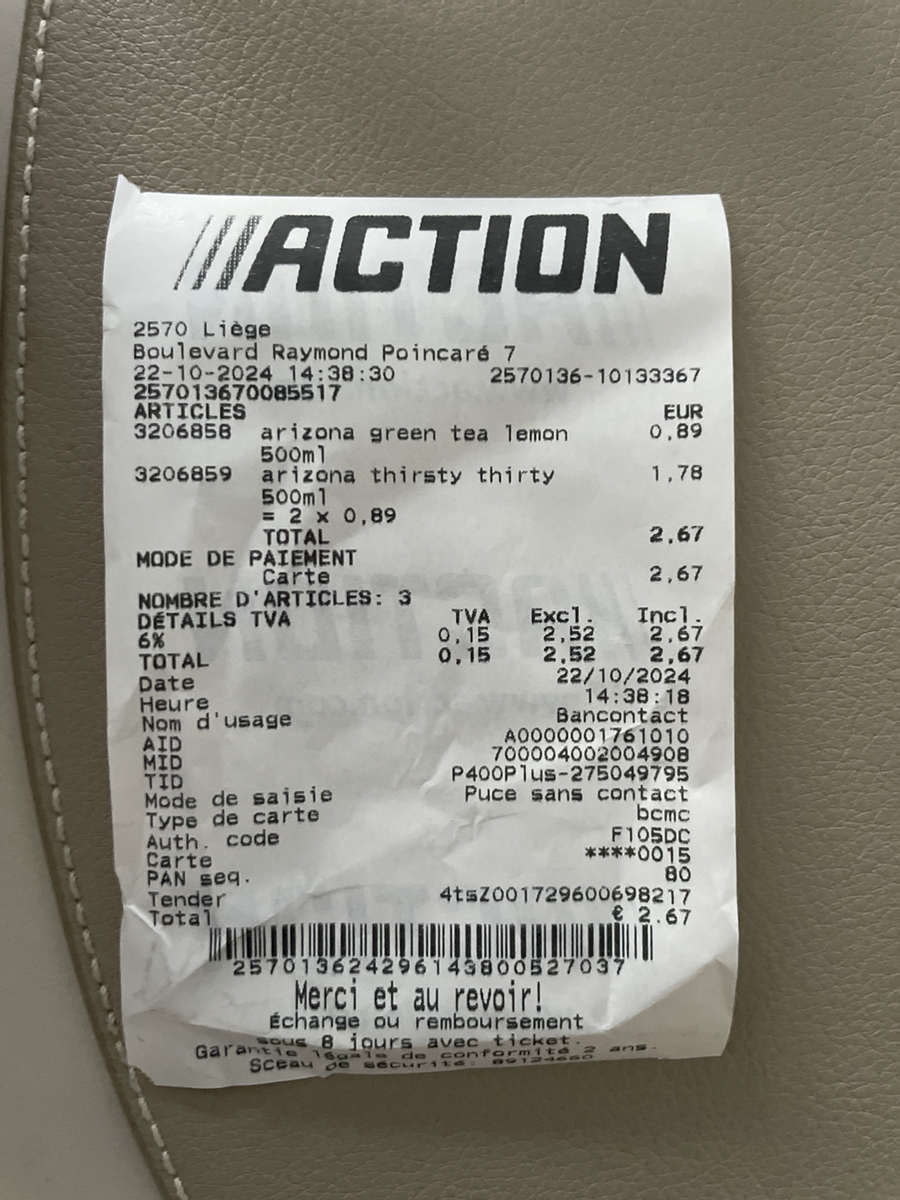 ACTION
2570 Liège
Boulevard Raymond Poincaré 7
22-10-2024 14:38:30 2570136-10133367
257013670085517
ARTICLES EUR
3206858 arizona green tea lemon 0,89
500ml
3206859 arizona thirsty thirty 1,78
500ml
= 2 x 0,89
TOTAL 2,67
MODE DE PAIEMENT
Carte 2,67
NOMBRE D'ARTICLES: 3
DÉTAILS TVA TVA Excl. Incl.
6% 0,15 2,52 2,67
TOTAL 0,15 2,52 2,67
Date 22/10/2024
Heure 14:38:18
Nom d'usage Bancontact
AID A0000001761010
MID 700004002004908
TID P400Plus-275049795
Mode de saisie Puce sans contact
Type de carte bcmc
Auth. code F105DC
Carte ****0015
PAN seq. 80
Tender 4tsZ001729600698217
Total € 2.67
257013624296143800527037
Merci et au revoir!
Échange ou remboursement
sous 8 jours avec ticket.
Garantie légale de conformité 2 ans.
Sceau de sécurité: